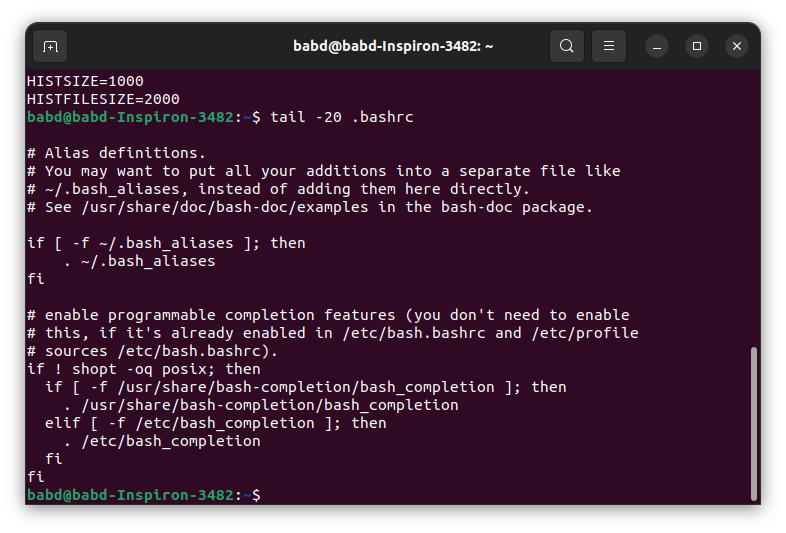 babd@babd-Inspiron-3482: ~
HISTSIZE=1000
HISTFILESIZE=2000
babd@babd-Inspiron-3482:~$ tail -20 .bashrc

# Alias definitions.
# You may want to put all your additions into a separate file like
# ~/.bash_aliases, instead of adding them here directly.
# See /usr/share/doc/bash-doc/examples in the bash-doc package.

if [ -f ~/.bash_aliases ]; then
    . ~/.bash_aliases
fi

# enable programmable completion features (you don't need to enable
# this, if it's already enabled in /etc/bash.bashrc and /etc/profile
# sources /etc/bash.bashrc).
if ! shopt -oq posix; then
  if [ -f /usr/share/bash-completion/bash_completion ]; then
    . /usr/share/bash-completion/bash_completion
  elif [ -f /etc/bash_completion ]; then
    . /etc/bash_completion
  fi
fi
babd@babd-Inspiron-3482:~$